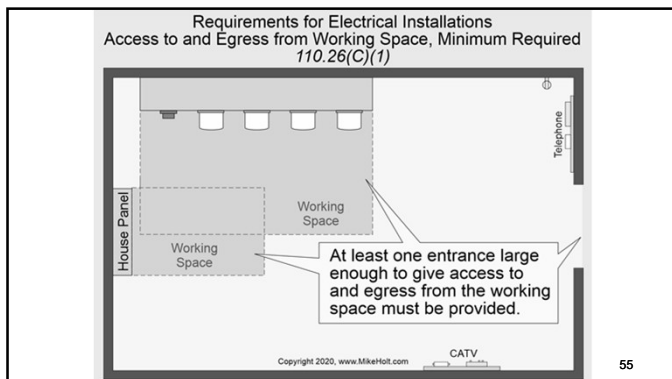 Requirements for Electrical Installations
Access to and Egress from Working Space, Minimum Required
110.26(C)(1)
Telephone
House Panel
Working
Space
Working
Space
At least one entrance large
enough to give access to
and egress from the working
space must be provided.
Copyright 2020, www.MikeHolt.com
CATV
55